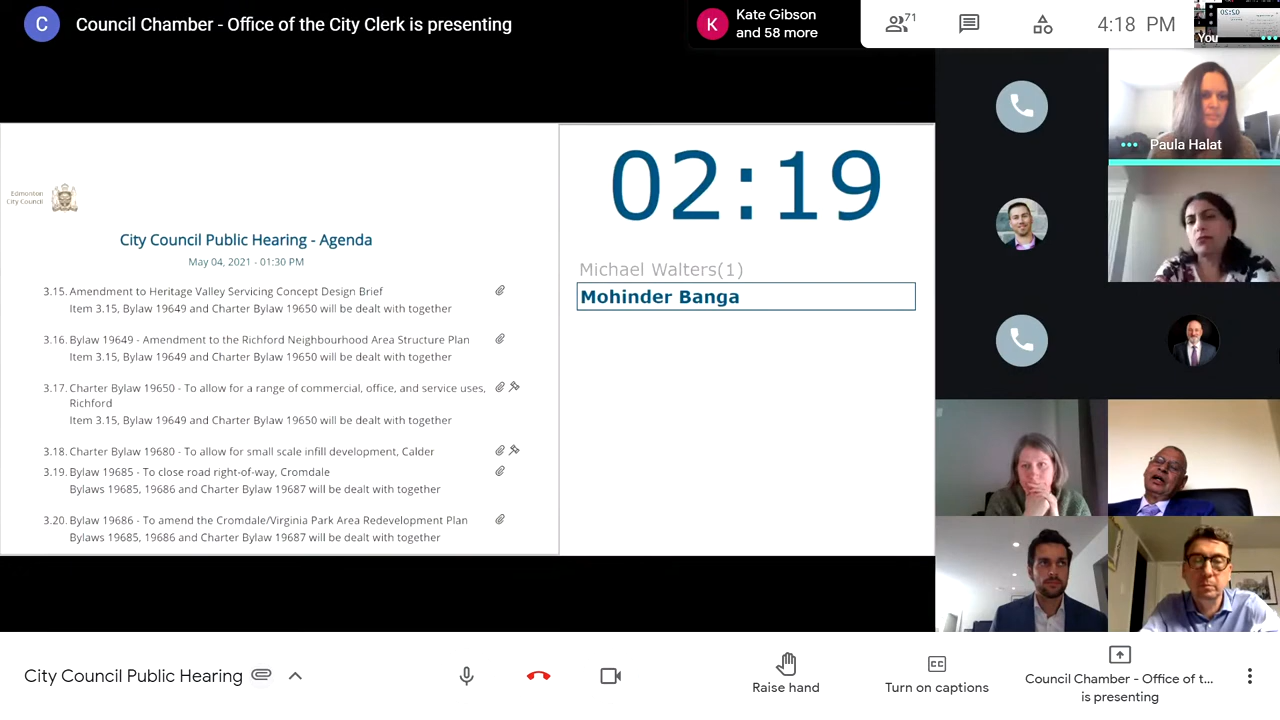 C
Council Chamber - Office of the City Clerk is presenting
K
Kate Gibson
and 58 more
71
4:18 PM
You
Paula Halat
Edmonton
City Council
City Council Public Hearing - Agenda
May 04, 2021 - 01:30 PM
3.15. Amendment to Heritage Valley Servicing Concept Design Brief
Item 3.15, Bylaw 19649 and Charter Bylaw 19650 will be dealt with together
3.16. Bylaw 19649 - Amendment to the Richford Neighbourhood Area Structure Plan
Item 3.15, Bylaw 19649 and Charter Bylaw 19650 will be dealt with together
3.17. Charter Bylaw 19650 - To allow for a range of commercial, office, and service uses,
Richford
Item 3.15, Bylaw 19649 and Charter Bylaw 19650 will be dealt with together
3.18. Charter Bylaw 19680 - To allow for small scale infill development, Calder
3.19. Bylaw 19685 - To close road right-of-way, Cromdale
Bylaws 19685, 19686 and Charter Bylaw 19687 will be dealt with together
3.20. Bylaw 19686 - To amend the Cromdale/Virginia Park Area Redevelopment Plan
Bylaws 19685, 19686 and Charter Bylaw 19687 will be dealt with together
02:19
Michael Walters(1)
Mohinder Banga
City Council Public Hearing
Raise hand
CC
Turn on captions
Council Chamber - Office of t...
is presenting